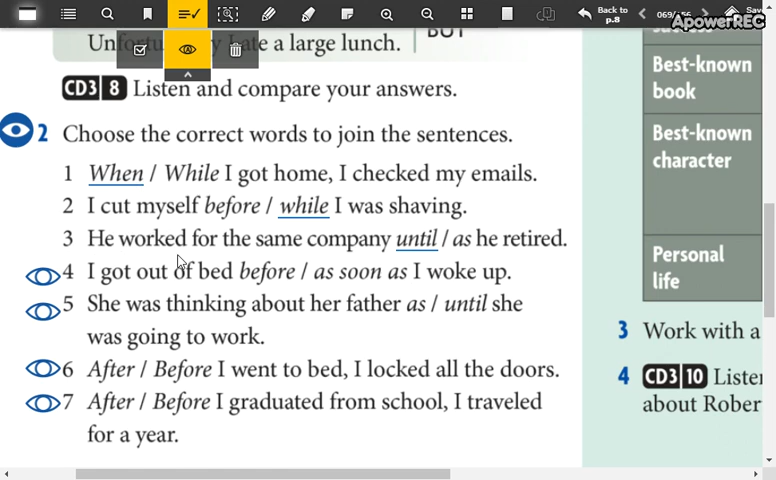 Back to
p.8
069/156
Save
ApowerREC
I ate a large lunch.
BUT
CD3 8 Listen and compare your answers.
2 Choose the correct words to join the sentences.
1 When / While I got home, I checked my emails.
2 I cut myself before / while I was shaving.
3 He worked for the same company until / as he retired.
4 I got out of bed before / as soon as I woke up.
5 She was thinking about her father as / until she
was going to work.
6 After / Before I went to bed, I locked all the doors.
7 After / Before I graduated from school, I traveled
for a year.
Best-known
book
Best-known
character
Personal
life
3 Work with a
4 CD3 10 Listen
about Rober